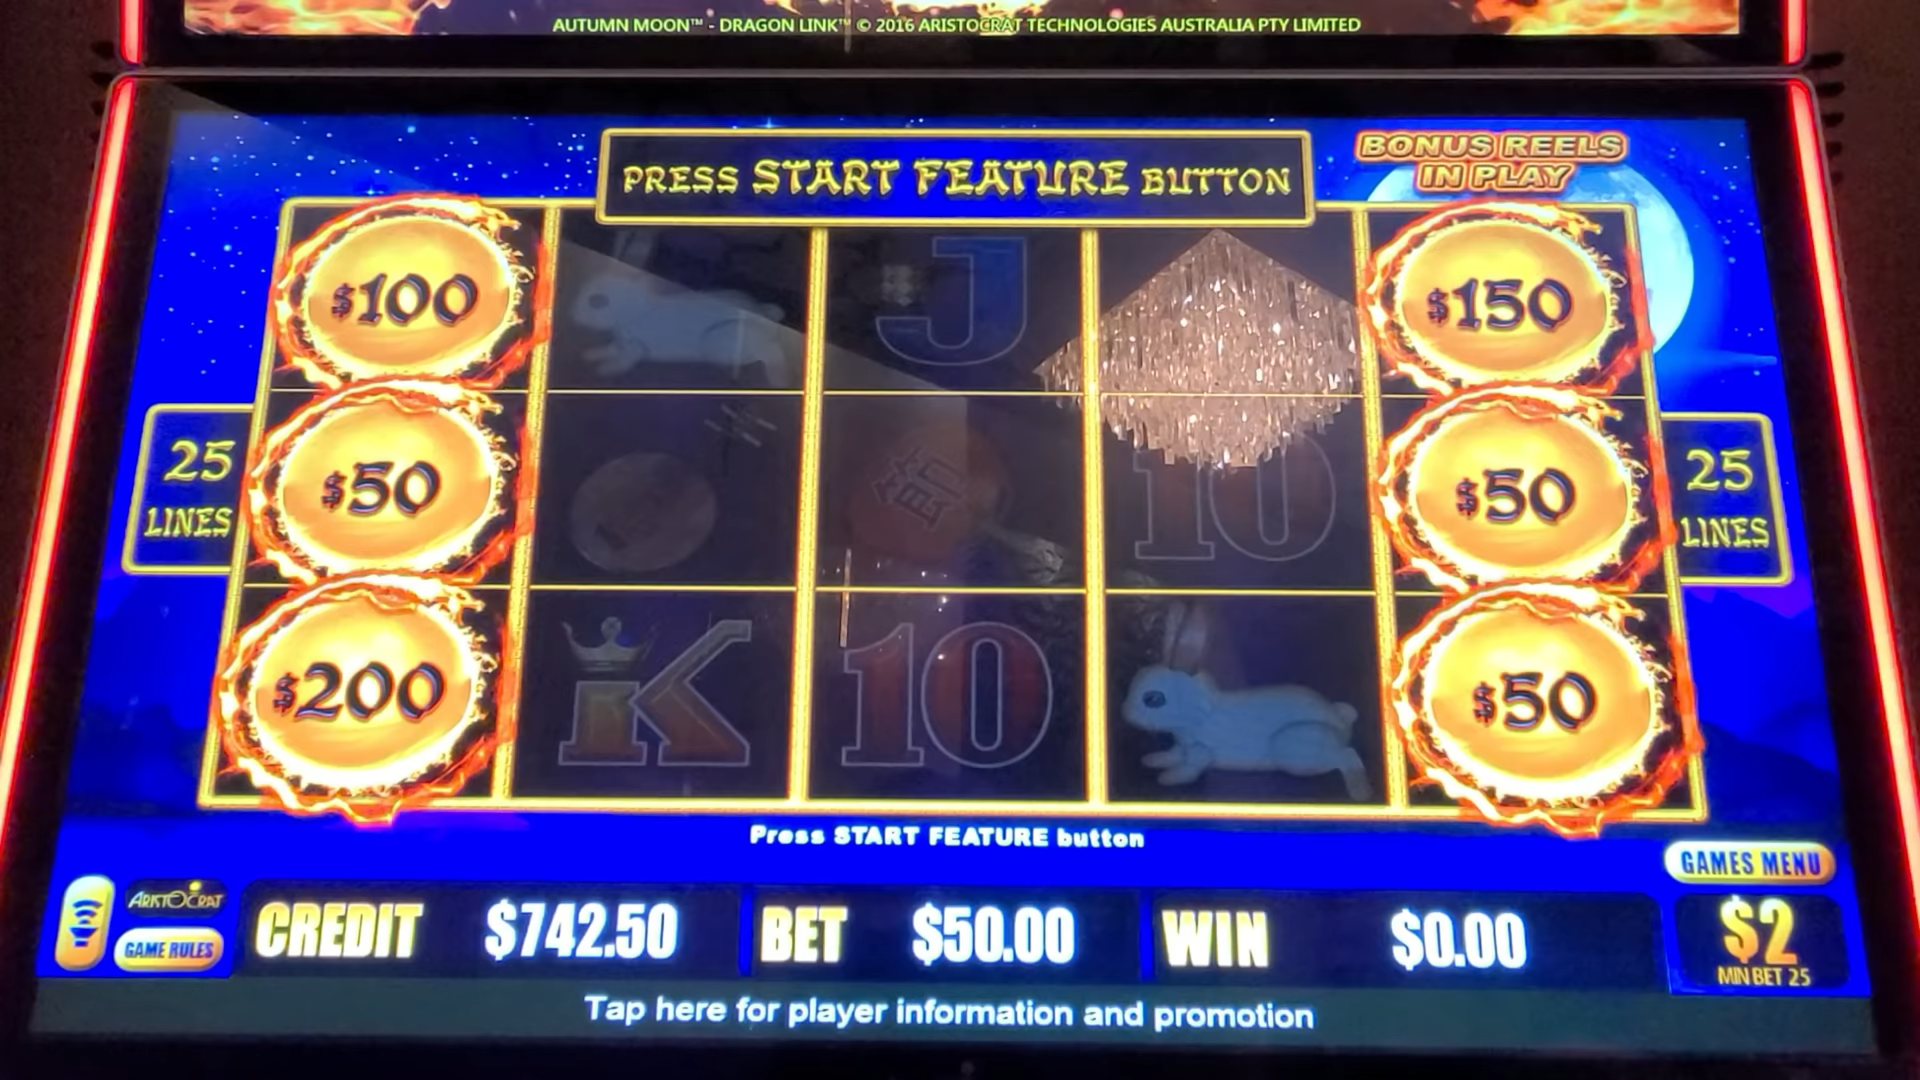 AUTUMN MOON™ - DRAGON LINK™ © 2016 ARISTOCRAT TECHNOLOGIES AUSTRALIA PTY LIMITED
PRESS START FEATURE BUTTON
BONUS REELS
IN PLAY
$100
J
$150
25
LINES
$50
福
10
$50
25
LINES
$200
K
10
$50
Press START FEATURE button
GAMES MENU
ARISTOCRAT
GAME RULES
CREDIT $742.50
BET $50.00
WIN $0.00
$2
MIN BET 25
Tap here for player information and promotion